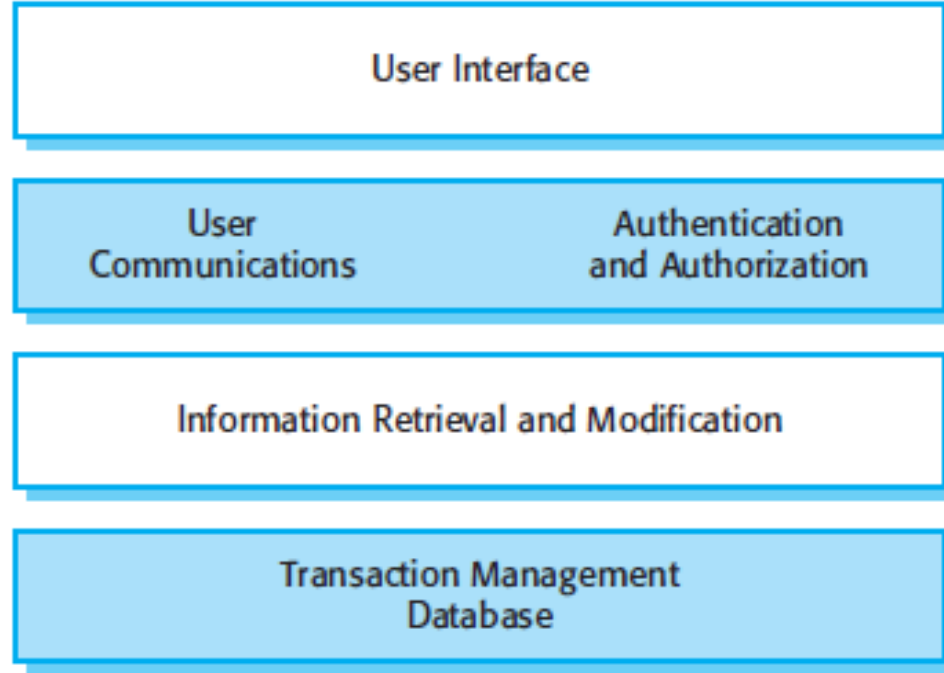 User Interface
User
Communications
Authentication
and Authorization
Information Retrieval and Modification
Transaction Management
Database